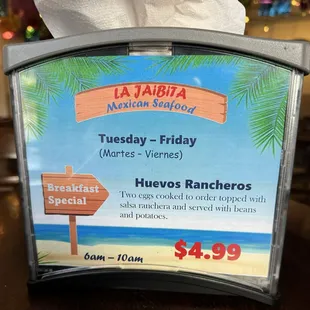 LA JAiBiTA
Mexican Seafood
Tuesday – Friday
(Martes – Viernes)
Breakfast
Special
Huevos Rancheros
Two eggs cooked to order topped with
salsa ranchera and served with beans
and potatoes.
6am – 10am
$4.99